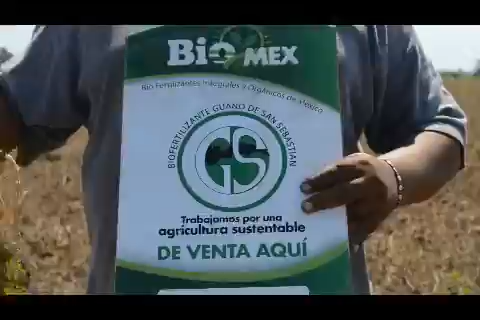 Bio MEX
Bio Fertilizantes Integrales y Orgánicos de México
BIOFERTILIZANTE GUANO DE SAN SEBASTIAN
GS
Trabajamos por una
agricultura sustentable
DE VENTA AQUÍ